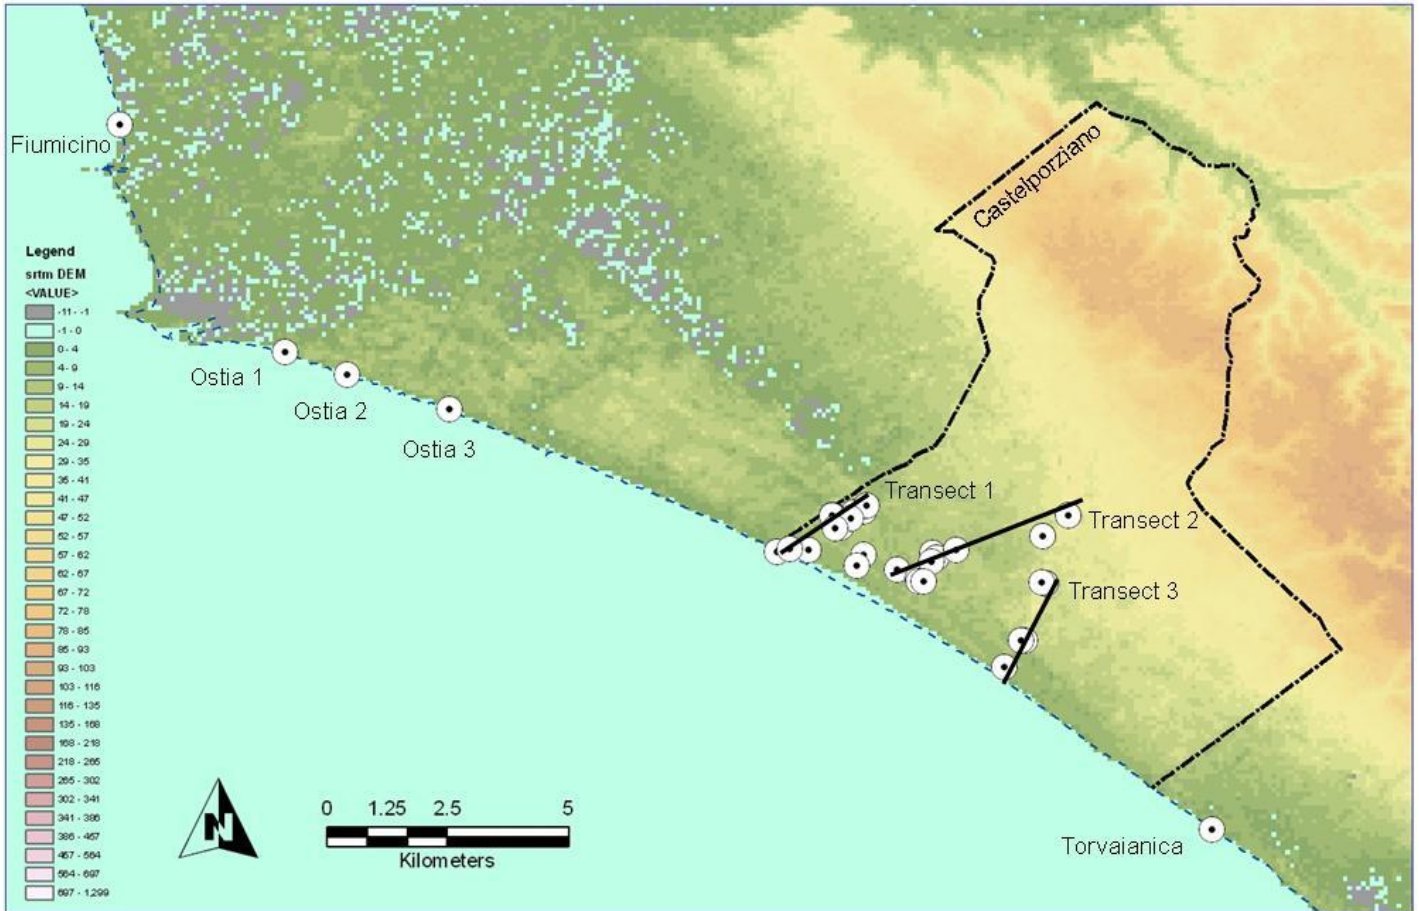 Fiumicino
Castelporziano
Legend
srtm DEM
<VALUE>
-11 - -1
-1 - 0
0 - 4
4 - 9
9 - 14
14 - 19
19 - 24
24 - 29
29 - 35
35 - 41
41 - 47
47 - 52
52 - 57
57 - 62
62 - 67
67 - 72
72 - 78
78 - 85
85 - 93
93 - 103
103 - 116
116 - 135
135 - 168
168 - 218
218 - 265
265 - 302
302 - 341
341 - 386
386 - 467
467 - 564
564 - 697
697 - 1,299
Ostia 1
Ostia 2
Ostia 3
Transect 1
Transect 2
Transect 3
N
0 1.25 2.5 5
Kilometers
Torvaianica